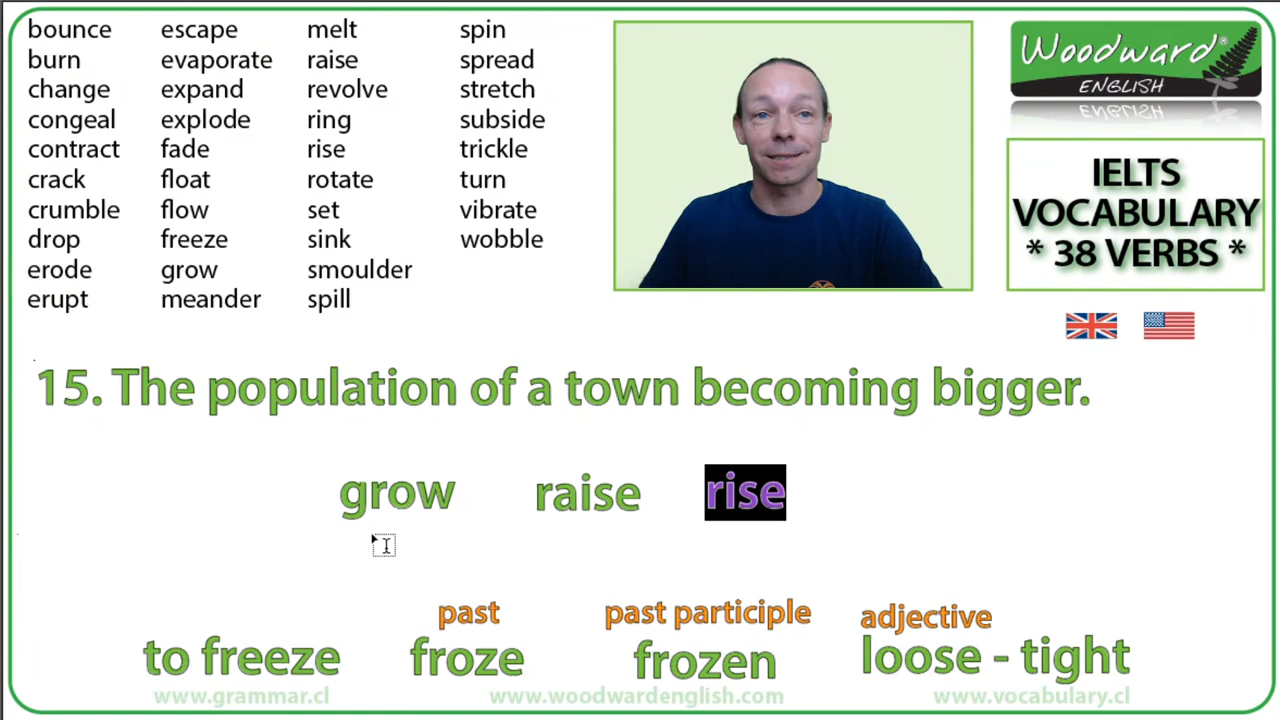 bounce escape melt spin
burn evaporate raise spread
change expand revolve stretch
congeal explode ring subside
contract fade rise trickle
crack float rotate turn
crumble flow set vibrate
drop freeze sink wobble
erode grow smoulder
erupt meander spill
Woodward®
ENGLISH
IELTS
VOCABULARY
* 38 VERBS *
15. The population of a town becoming bigger.
grow raise rise
past past participle adjective
to freeze froze frozen loose - tight
www.grammar.cl www.woodwardenglish.com www.vocabulary.cl